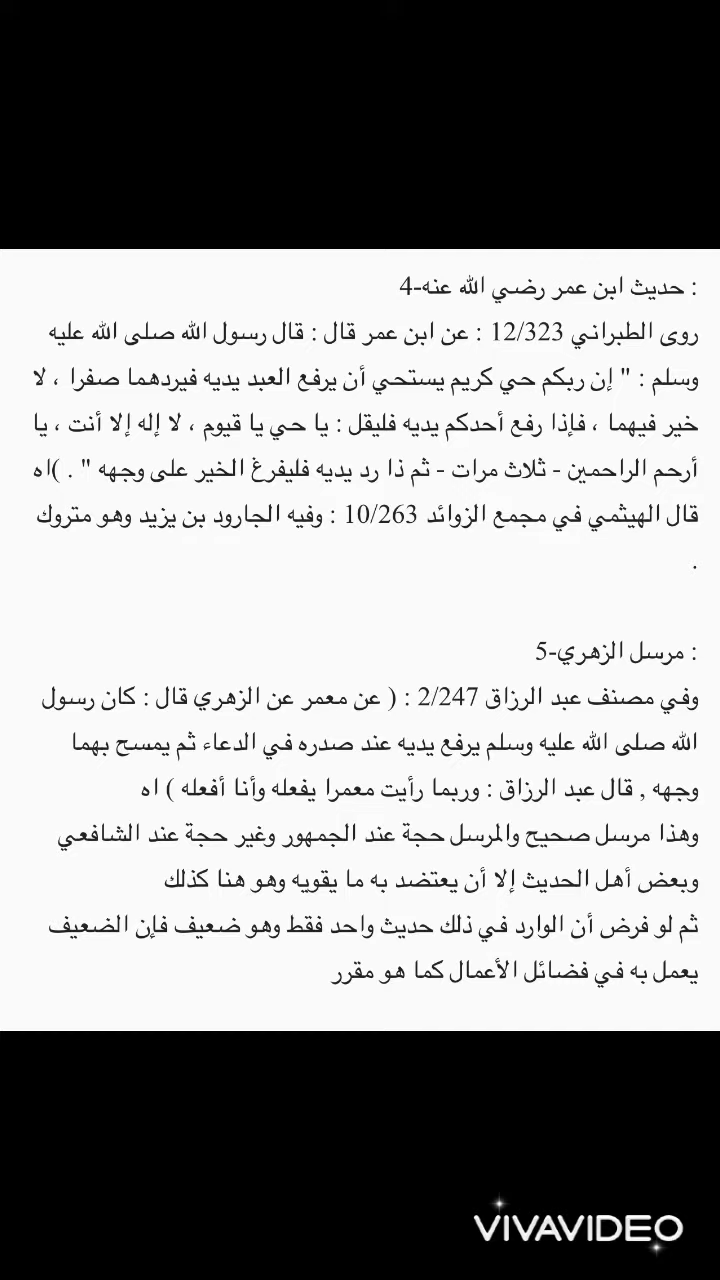 : حديث ابن عمر رضي الله عنه-4
روى الطبراني 12/323 : عن ابن عمر قال : قال رسول الله صلى الله عليه
وسلم : " إن ربكم حي كريم يستحي أن يرفع العبد يديه فيردهما صفرا ، لا
خير فيهما ، فإذا رفع أحدكم يديه فليقل : يا حي يا قيوم ، لا إله إلا أنت ، يا
أرحم الراحمين - ثلاث مرات - ثم ذا رد يديه فليفرغ الخير على وجهه " . )اه
قال الهيثمي في مجمع الزوائد 10/263 : وفيه الجارود بن يزيد وهو متروك
.
: مرسل الزهري-5
وفي مصنف عبد الرزاق 2/247 : ( عن معمر عن الزهري قال : كان رسول
الله صلى الله عليه وسلم يرفع يديه عند صدره في الدعاء ثم يمسح بهما
وجهه , قال عبد الرزاق : وربما رأيت معمرا يفعله وأنا أفعله ) اه
وهذا مرسل صحيح والمرسل حجة عند الجمهور وغير حجة عند الشافعي
وبعض أهل الحديث إلا أن يعتضد به ما يقويه وهو هنا كذلك
ثم لو فرض أن الوارد في ذلك حديث واحد فقط وهو ضعيف فإن الضعيف
يعمل به في فضائل الأعمال كما هو مقرر
VIVAVIDEO